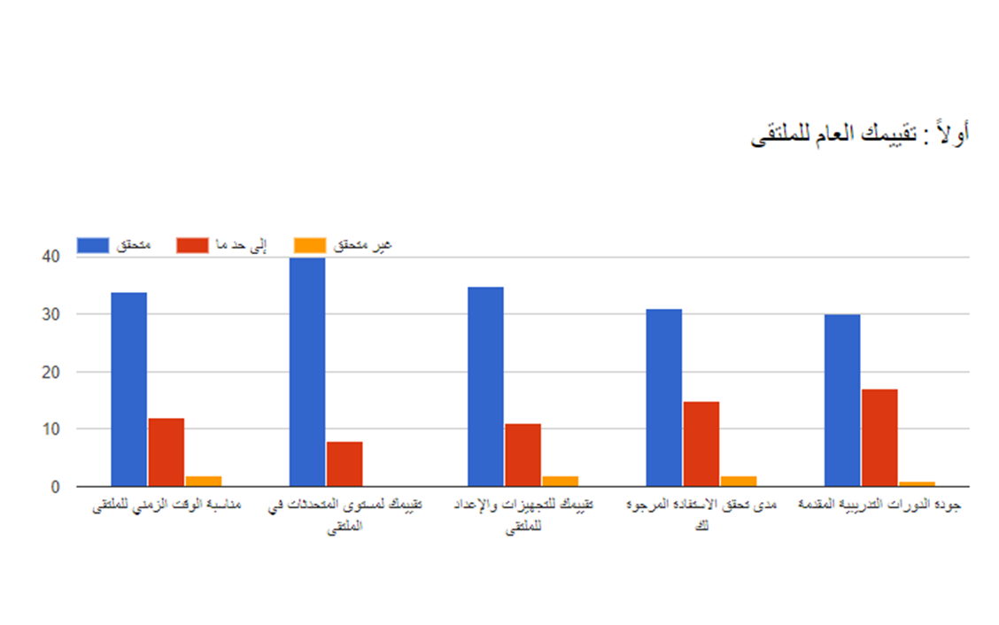 أولاً : تقييمك العام للملتقى
متحقق
إلى حد ما
غير متحقق
40
30
20
10
0
مناسبة الوقت الزمني للملتقى
تقييمك لمستوى المتحدثات في
الملتقى
تقييمك للتجهيزات والإعداد
للملتقى
مدى تحقق الاستفادة المرجوة
لك
جودة الدورات التدريبية المقدمة